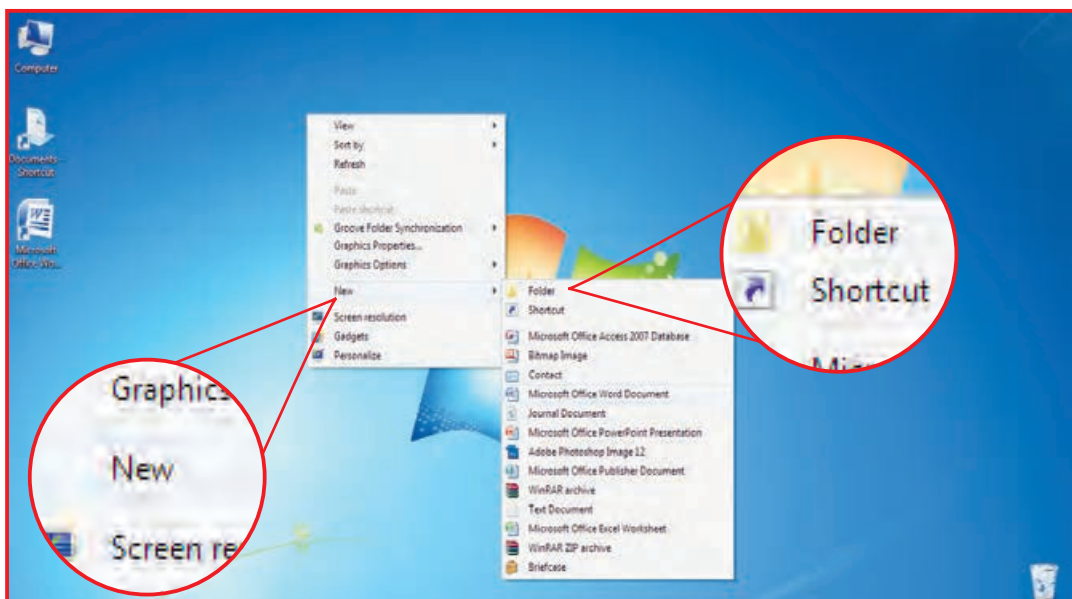 Computer
Documents -
Shortcut
Microsoft
Office Wo...
View
Sort by
Refresh
Paste
Paste shortcut
Groove Folder Synchronization
Graphics Properties...
Graphics Options
New
Screen resolution
Gadgets
Personalize
Folder
Shortcut
Microsoft Office Access 2007 Database
Bitmap Image
Contact
Microsoft Office Word Document
Journal Document
Microsoft Office PowerPoint Presentation
Adobe Photoshop Image 12
Microsoft Office Publisher Document
WinRAR archive
Text Document
Microsoft Office Excel Worksheet
WinRAR ZIP archive
Briefcase
Folder
Shortcut
Graphics
New
Screen re